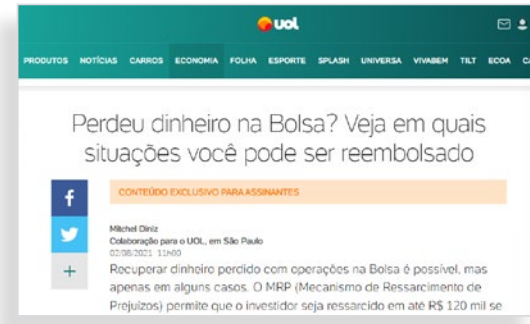 uol
PRODUTOS NOTÍCIAS CARROS ECONOMIA FOLHA ESPORTE SPLASH UNIVERSA VIVABEM TILT ECOA
Perdeu dinheiro na Bolsa? Veja em quais
situações você pode ser reembolsado
CONTEÚDO EXCLUSIVO PARA ASSINANTES
Mitchel Diniz
Colaboração para o UOL, em São Paulo
02/08/2021 11h00
Recuperar dinheiro perdido com operações na Bolsa é possível, mas
apenas em alguns casos. O MRP (Mecanismo de Ressarcimento de
Prejuízos) permite que o investidor seja ressarcido em até R$ 120 mil se